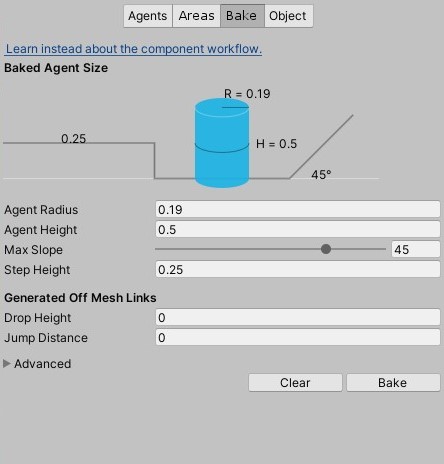 Agents Areas Bake Object
Learn instead about the component workflow.
Baked Agent Size
R = 0.19
0.25
H = 0.5
45°
Agent Radius 0.19
Agent Height 0.5
Max Slope 45
Step Height 0.25
Generated Off Mesh Links
Drop Height 0
Jump Distance 0
Advanced
Clear Bake